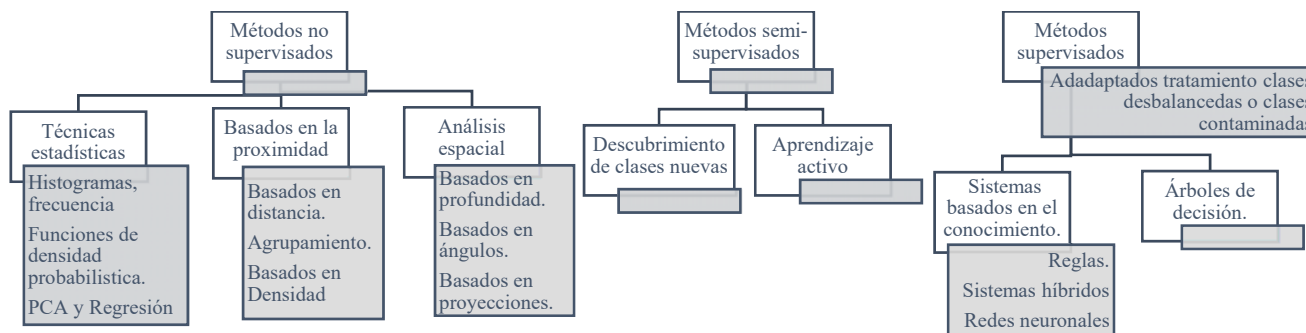 Métodos no
supervisados
Técnicas
estadísticas
Histogramas,
frecuencia
Funciones de
densidad
probabilistica.
PCA y Regresión
Basados en la
proximidad
Basados en
distancia.
Agrupamiento.
Basados en
Densidad
Análisis
espacial
Basados en
profundidad.
Basados en
ángulos.
Basados en
proyecciones.
Métodos semi-
supervisados
Descubrimiento
de clases nuevas
Aprendizaje
activo
Métodos
supervisados
Adadaptados tratamiento clases
desbalancedas o clases
contaminadas
Sistemas
basados en el
conocimiento.
Reglas.
Sistemas híbridos
Redes neuronales
Árboles de
decisión.